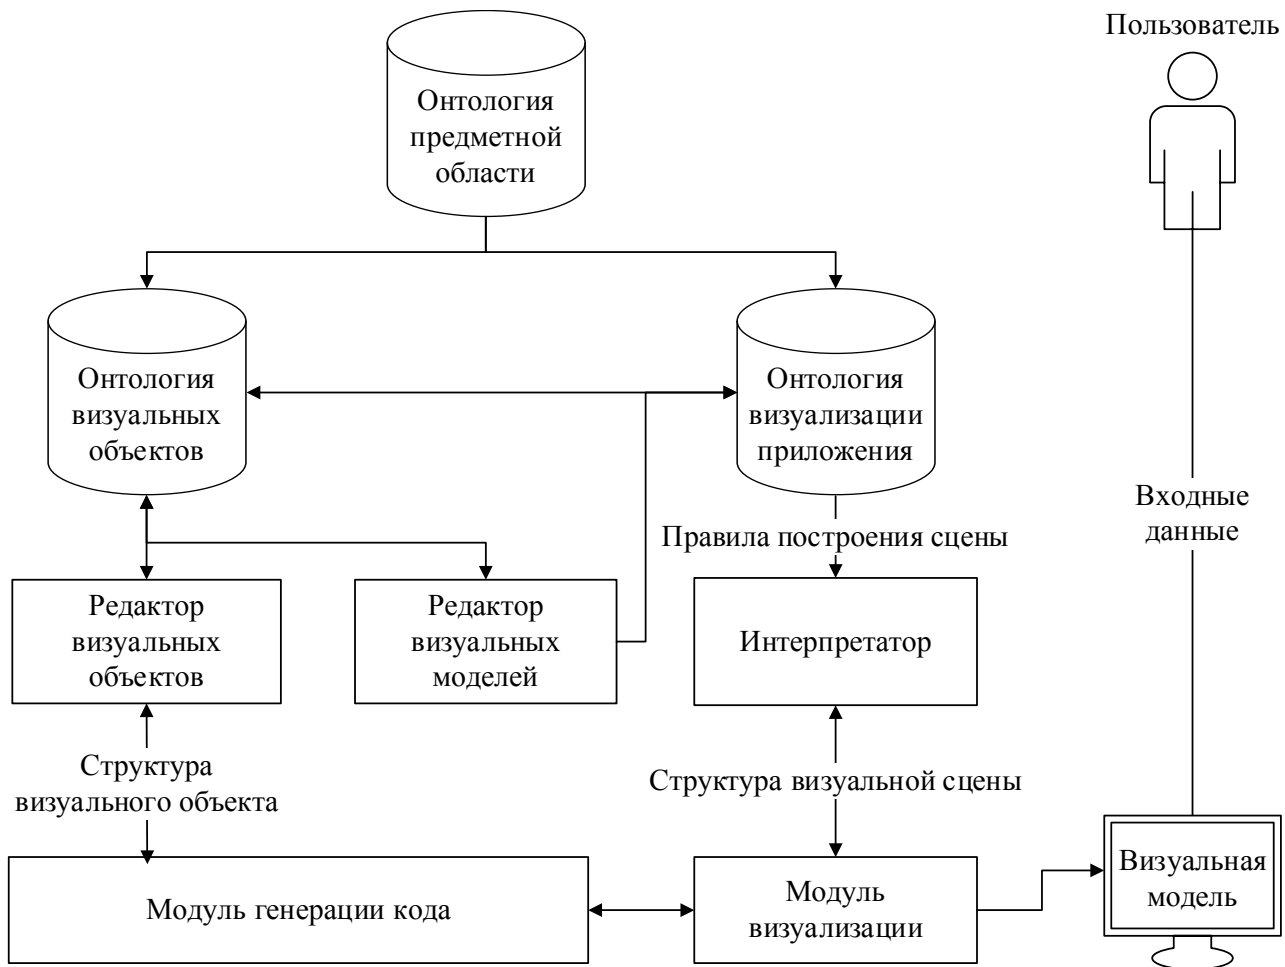 Пользователь
Онтология
предметной
области
Онтология
визуальных
объектов
Онтология
визуализации
приложения
Входные
данные
Правила построения сцены
Редактор
визуальных
объектов
Редактор
визуальных
моделей
Интерпретатор
Структура
визуального объекта
Структура визуальной сцены
Модуль генерации кода
Модуль
визуализации
Визуальная
модель